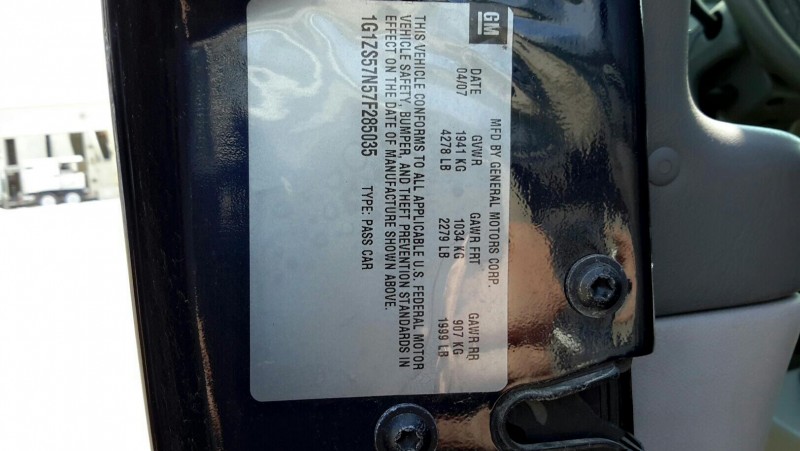 GM
MFD BY GENERAL MOTORS CORP.
DATE GVWR GAWR FRT GAWR RR
04/07 1941 KG 1034 KG 907 KG
4278 LB 2279 LB 1999 LB
THIS VEHICLE CONFORMS TO ALL APPLICABLE U.S. FEDERAL MOTOR
VEHICLE SAFETY, BUMPER, AND THEFT PREVENTION STANDARDS IN
EFFECT ON THE DATE OF MANUFACTURE SHOWN ABOVE.
1G1ZS57N57F285035 TYPE: PASS CAR